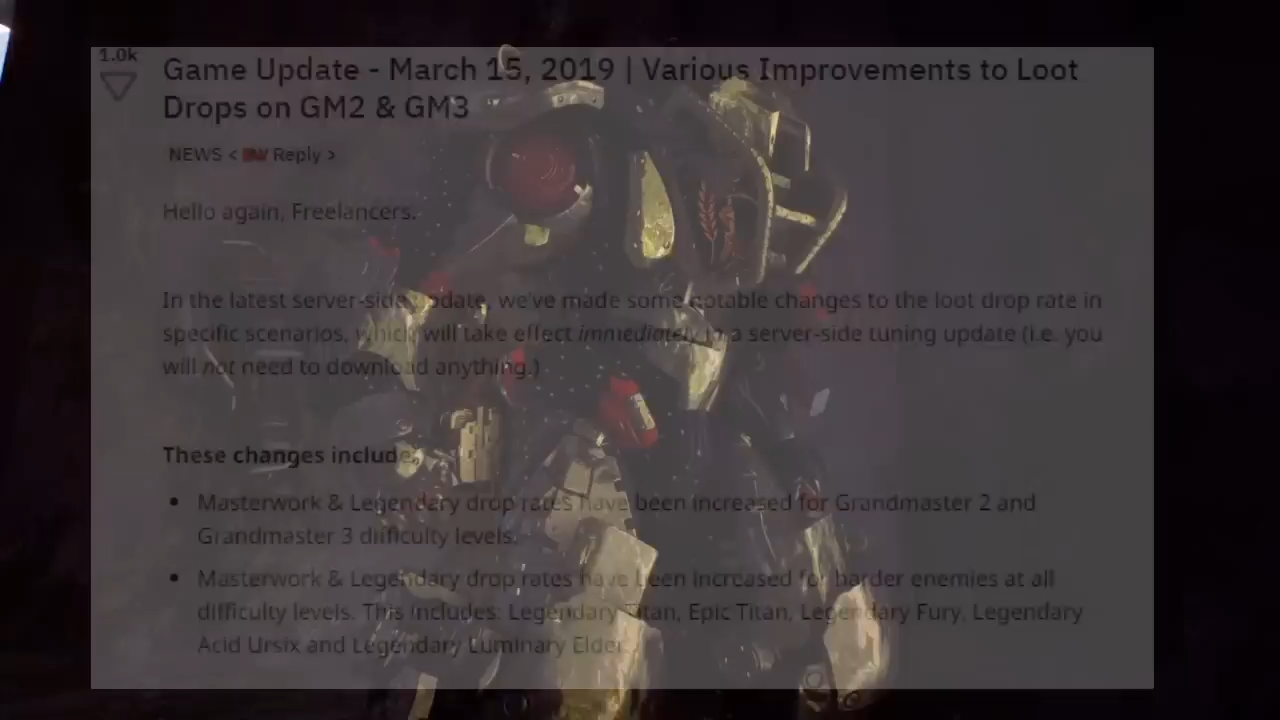 1.0k
Game Update - March 15, 2019 | Various Improvements to Loot
Drops on GM2 & GM3
NEWS < BW Reply >
Hello again, Freelancers.
In the latest server-side update, we've made some notable changes to the loot drop rate in
specific scenarios, which will take effect immediately in a server-side tuning update (i.e. you
will not need to download anything.)
These changes include:
• Masterwork & Legendary drop rates have been increased for Grandmaster 2 and
Grandmaster 3 difficulty levels.
• Masterwork & Legendary drop rates have been increased for harder enemies at all
difficulty levels. This includes: Legendary Titan, Epic Titan, Legendary Fury, Legendary
Acid Ursix and Legendary Luminary Elder.